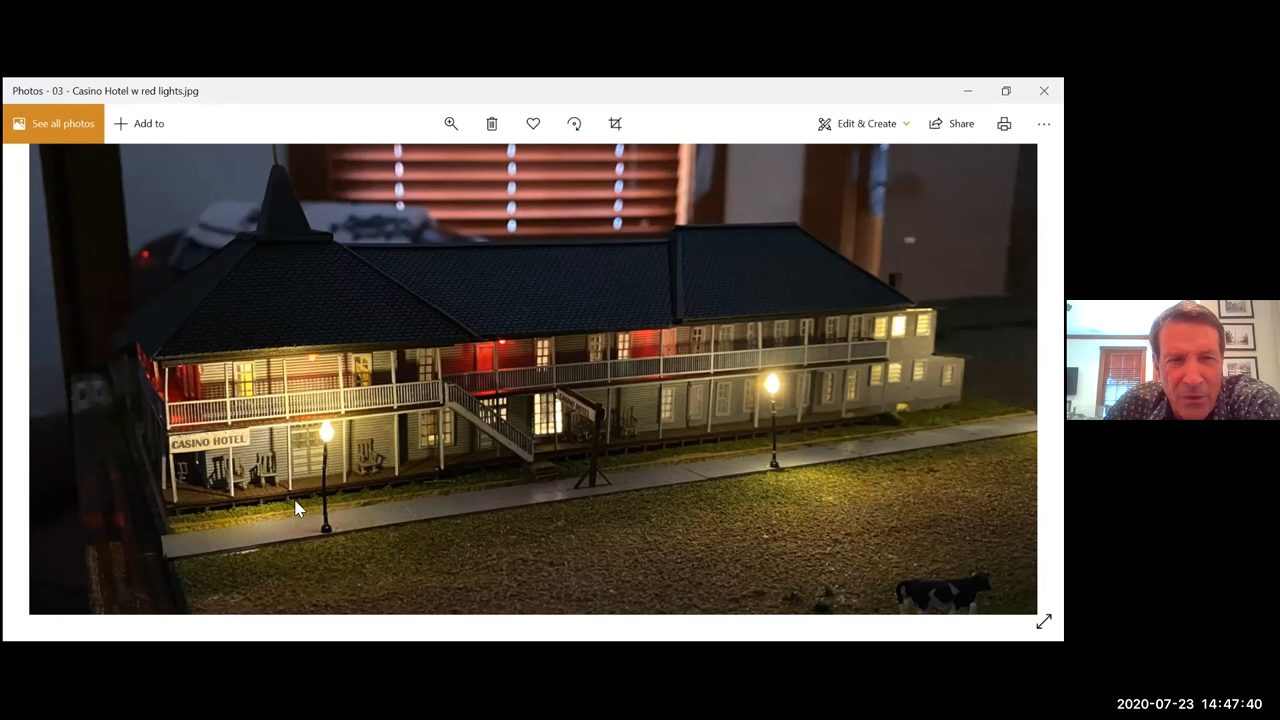 Photos - 03 - Casino Hotel w red lights.jpg
See all photos
Add to
Edit & Create
Share
CASINO HOTEL
2020-07-23 14:47:40